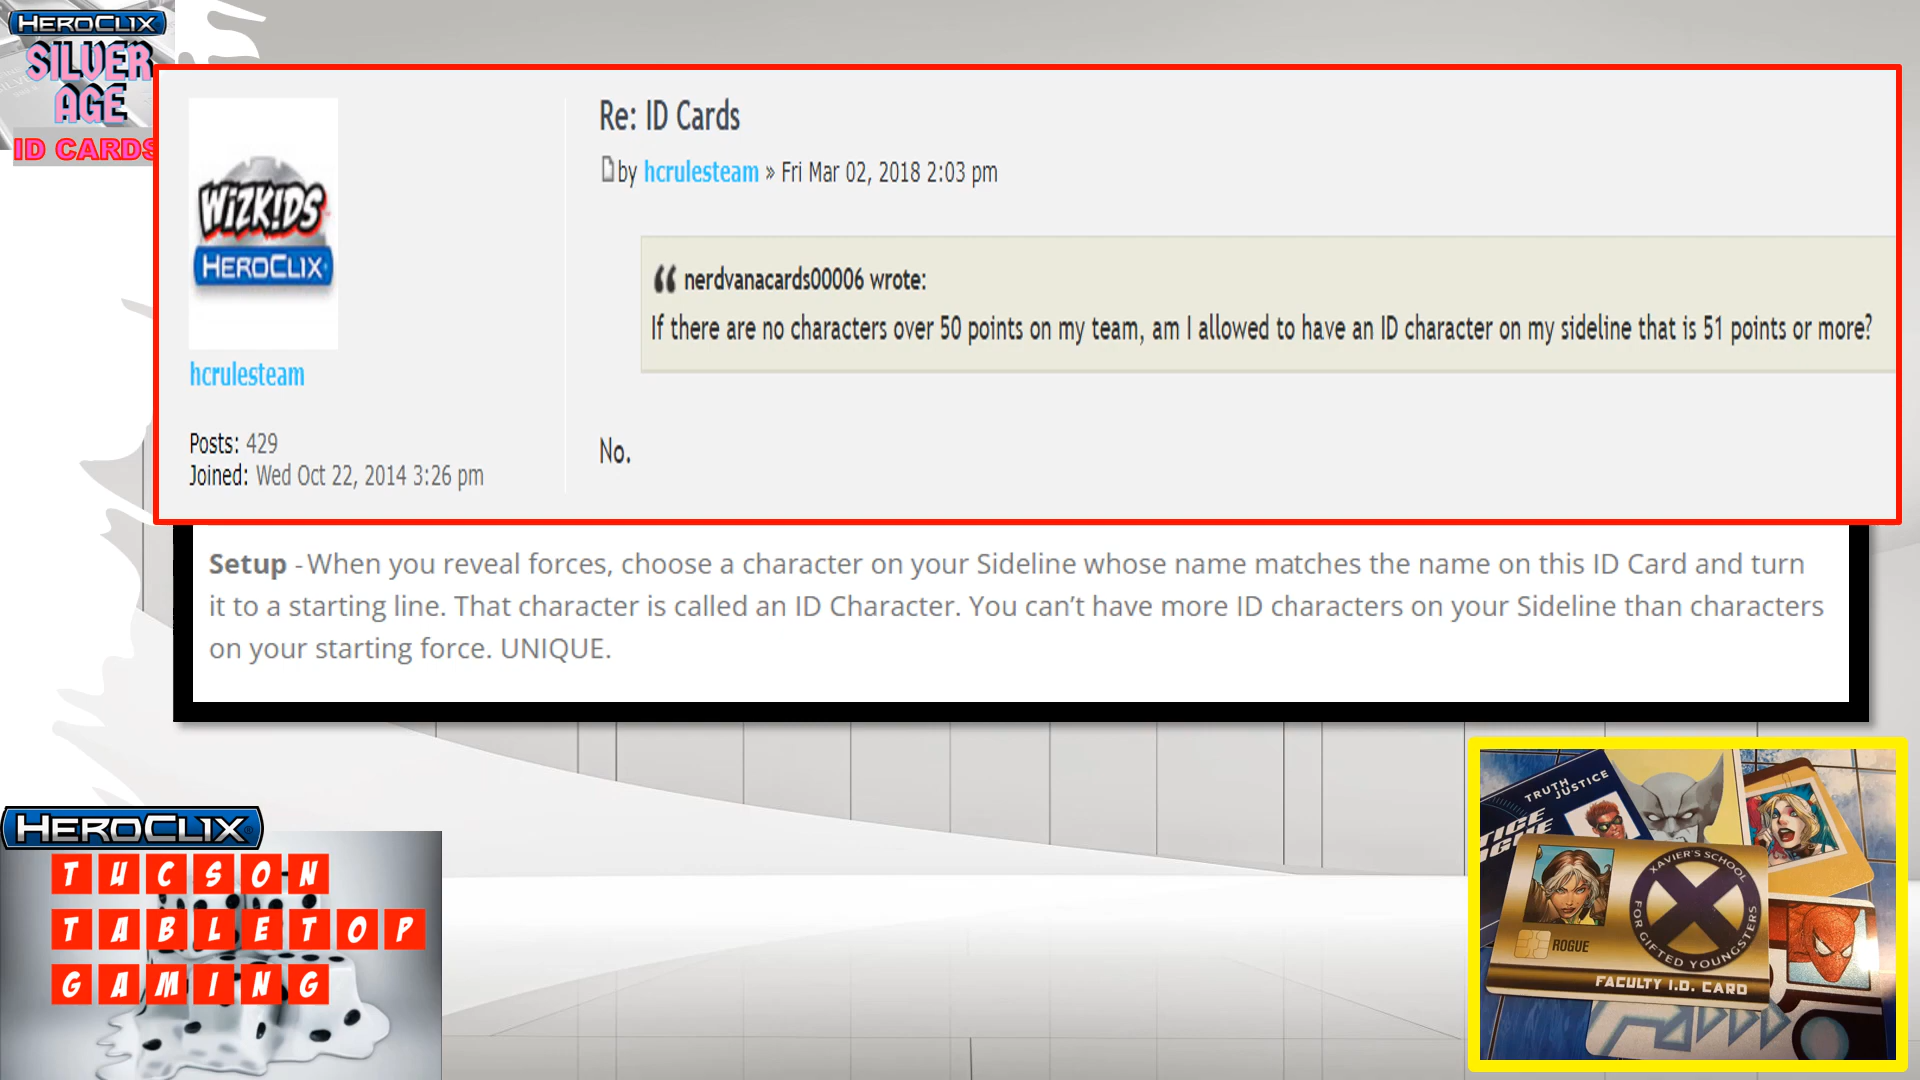 HEROCLIX
SILVER
AGE
ID CARDS
WIZKIDS
HEROCLIX
hcrulesteam
Posts: 429
Joined: Wed Oct 22, 2014 3:26 pm
Re: ID Cards
by hcrulesteam » Fri Mar 02, 2018 2:03 pm
nerdvanacards00006 wrote:
If there are no characters over 50 points on my team, am I allowed to have an ID character on my sideline that is 51 points or more?
No.
Setup - When you reveal forces, choose a character on your Sideline whose name matches the name on this ID Card and turn
it to a starting line. That character is called an ID Character. You can’t have more ID characters on your Sideline than characters
on your starting force. UNIQUE.
HEROCLIX®
TUCSON
TABLETOP
GAMING
TRUTH
JUSTICE
XAVIER'S SCHOOL
FOR GIFTED YOUNGSTERS
ROGUE
FACULTY I.D. CARD